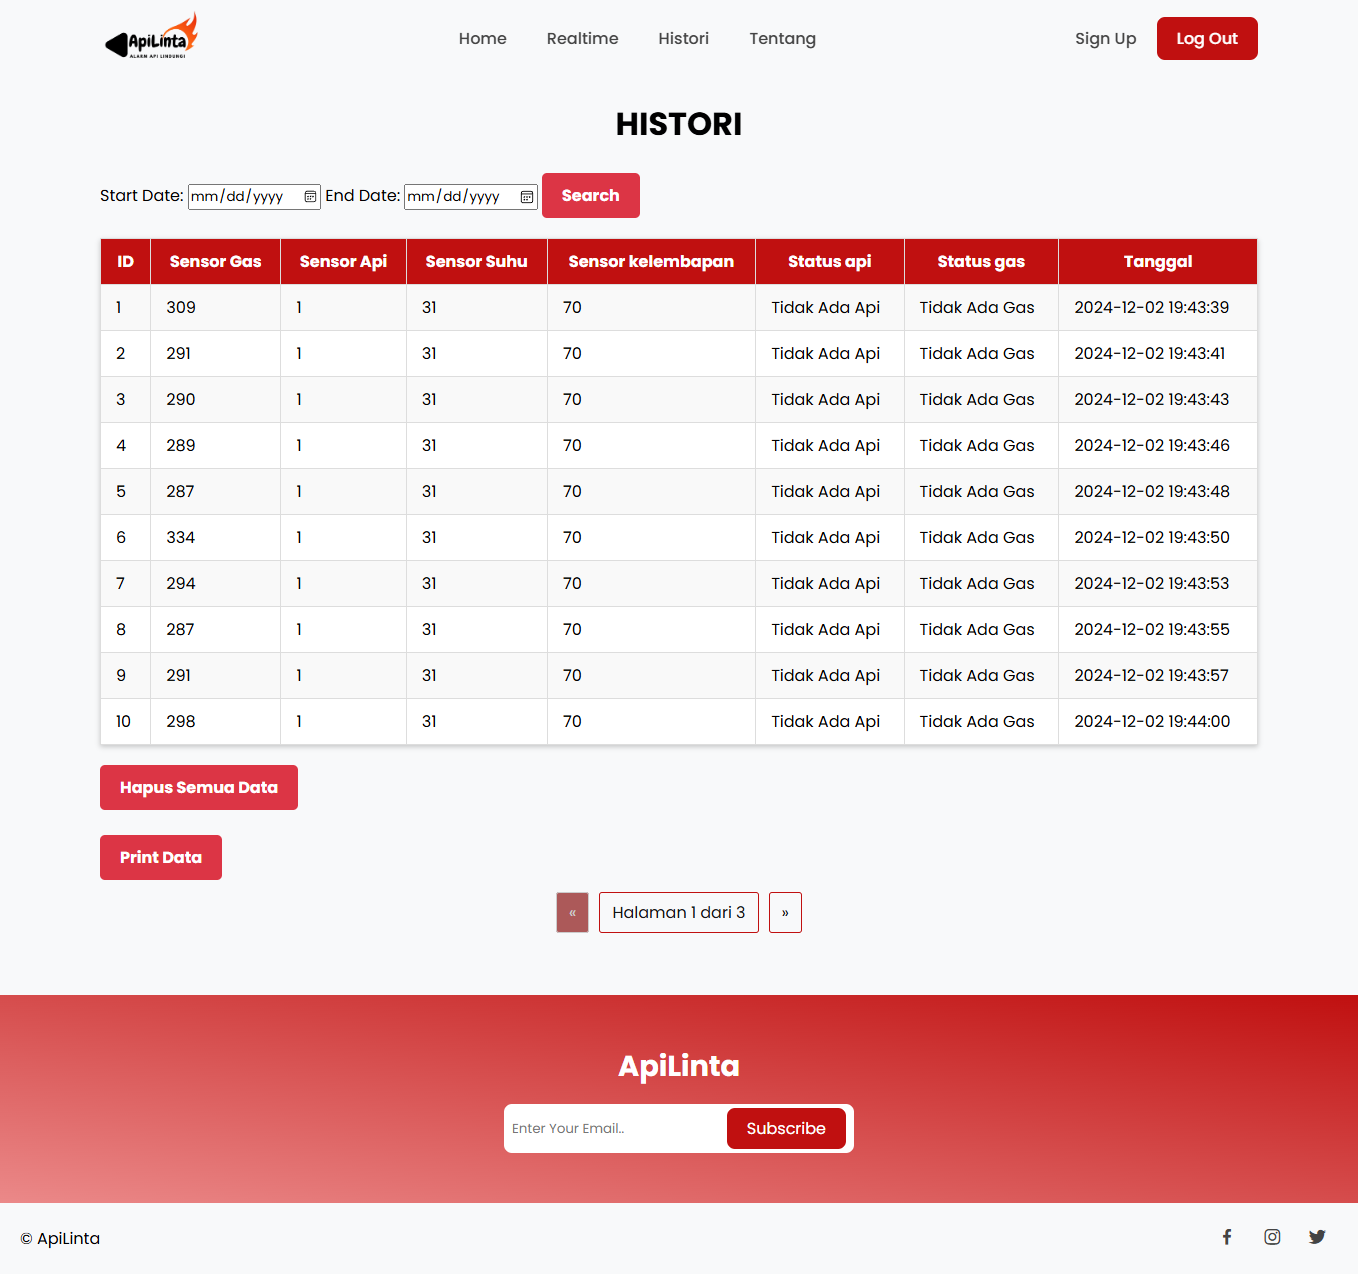 ApiLinta
ALARM API LINDUNGI
Home Realtime Histori Tentang Sign Up Log Out
HISTORI
Start Date: mm/dd/yyyy End Date: mm/dd/yyyy Search
ID Sensor Gas Sensor Api Sensor Suhu Sensor kelembapan Status api Status gas Tanggal
1 309 1 31 70 Tidak Ada Api Tidak Ada Gas 2024-12-02 19:43:39
2 291 1 31 70 Tidak Ada Api Tidak Ada Gas 2024-12-02 19:43:41
3 290 1 31 70 Tidak Ada Api Tidak Ada Gas 2024-12-02 19:43:43
4 289 1 31 70 Tidak Ada Api Tidak Ada Gas 2024-12-02 19:43:46
5 287 1 31 70 Tidak Ada Api Tidak Ada Gas 2024-12-02 19:43:48
6 334 1 31 70 Tidak Ada Api Tidak Ada Gas 2024-12-02 19:43:50
7 294 1 31 70 Tidak Ada Api Tidak Ada Gas 2024-12-02 19:43:53
8 287 1 31 70 Tidak Ada Api Tidak Ada Gas 2024-12-02 19:43:55
9 291 1 31 70 Tidak Ada Api Tidak Ada Gas 2024-12-02 19:43:57
10 298 1 31 70 Tidak Ada Api Tidak Ada Gas 2024-12-02 19:44:00
Hapus Semua Data
Print Data
« Halaman 1 dari 3 »
ApiLinta
Enter Your Email.. Subscribe
© ApiLinta